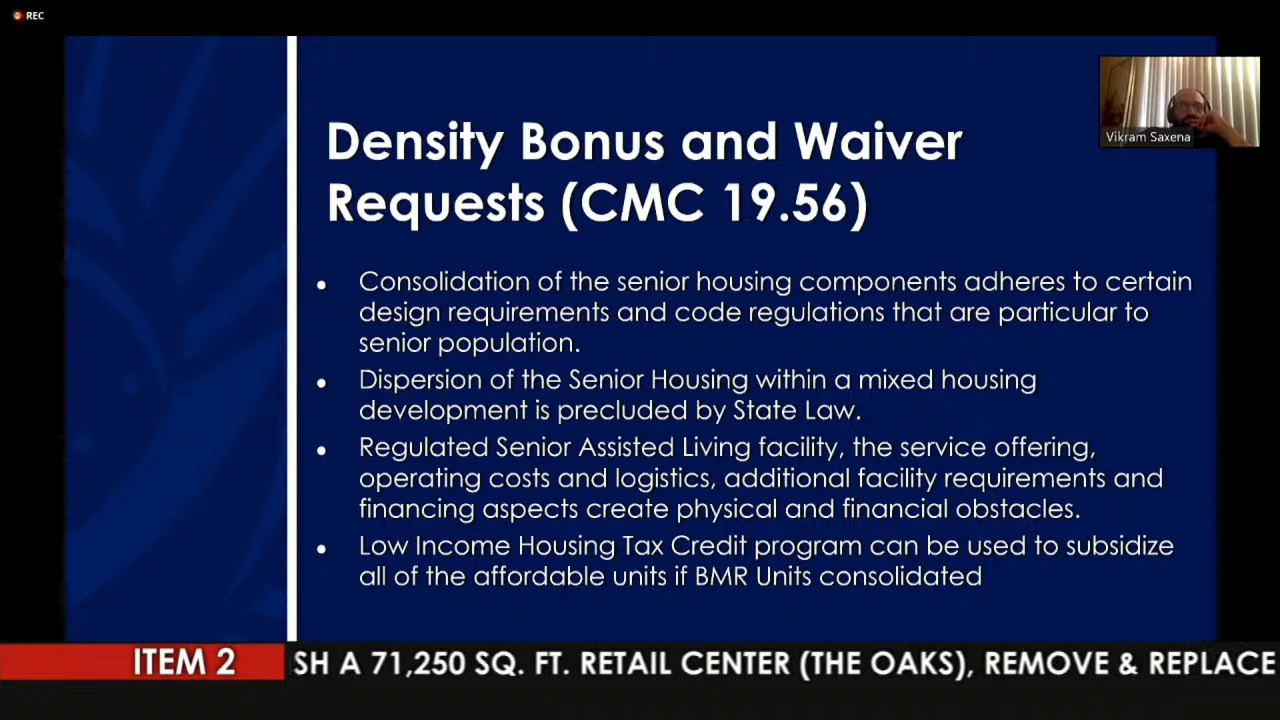 REC
Vikram Saxena
Density Bonus and Waiver
Requests (CMC 19.56)
• Consolidation of the senior housing components adheres to certain
design requirements and code regulations that are particular to
senior population.
• Dispersion of the Senior Housing within a mixed housing
development is precluded by State Law.
• Regulated Senior Assisted Living facility, the service offering,
operating costs and logistics, additional facility requirements and
financing aspects create physical and financial obstacles.
• Low Income Housing Tax Credit program can be used to subsidize
all of the affordable units if BMR Units consolidated
ITEM 2 SH A 71,250 SQ. FT. RETAIL CENTER (THE OAKS), REMOVE & REPLACE